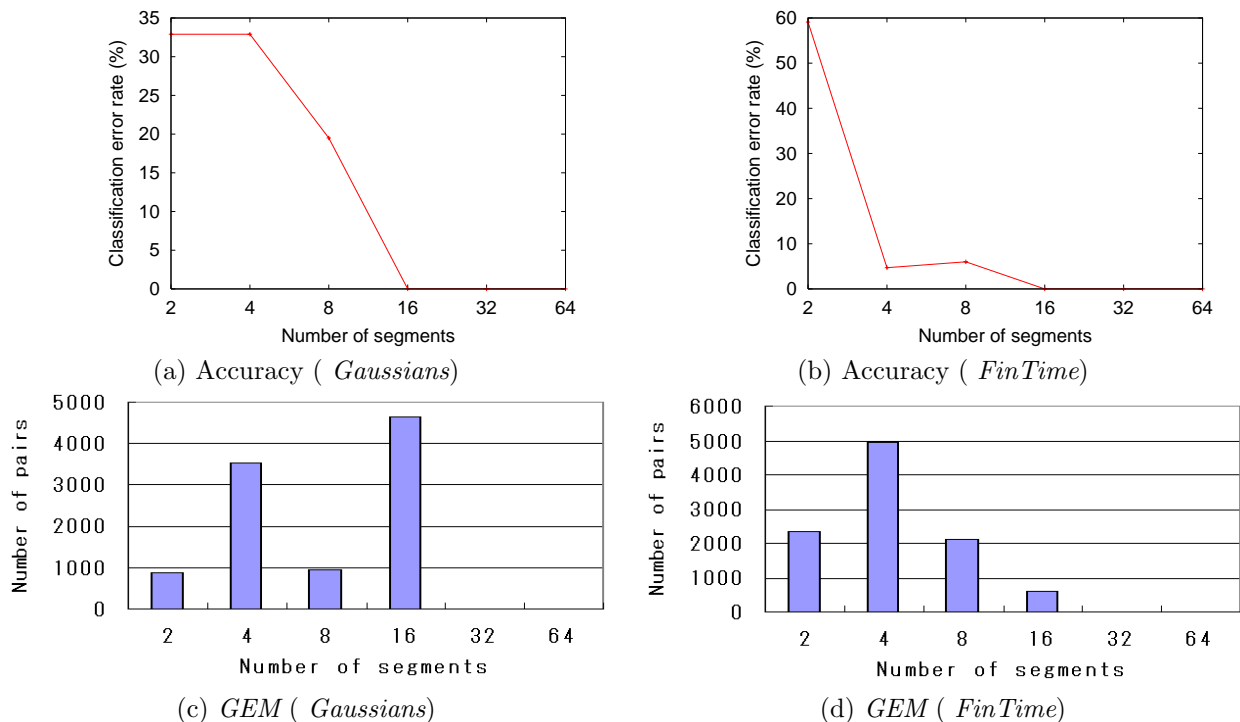 35
30
25
20
15
10
5
0
Classification error rate (%)
2 4 8 16 32 64
Number of segments
(a) Accuracy ( Gaussians)
60
50
40
30
20
10
0
Classification error rate (%)
2 4 8 16 32 64
Number of segments
(b) Accuracy ( FinTime)
5000
4000
3000
2000
1000
0
Number of pairs
2 4 8 16 32 64
Number of segments
(c) GEM ( Gaussians)
6000
5000
4000
3000
2000
1000
0
Number of pairs
2 4 8 16 32 64
Number of segments
(d) GEM ( FinTime)